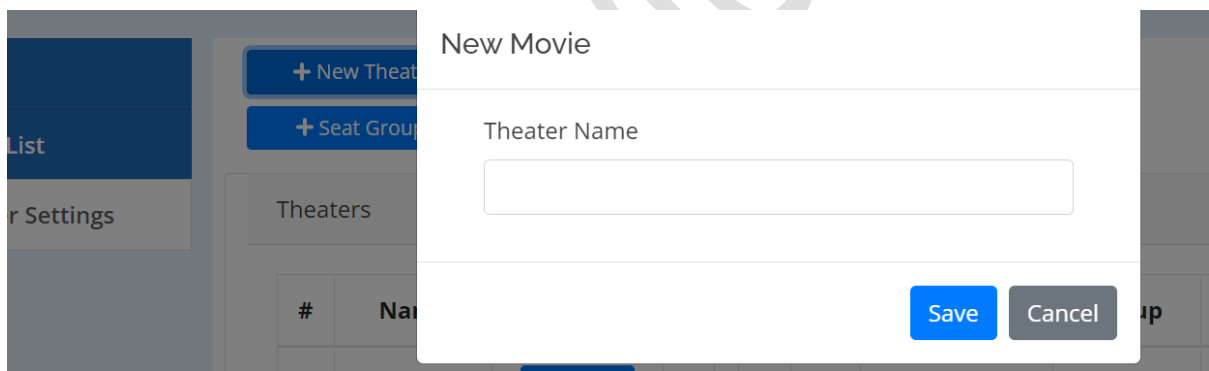 New Movie
+ New Theat
+ Seat Group
List
Theater Name
r Settings
Theaters
#
Nar
up
Save
Cancel